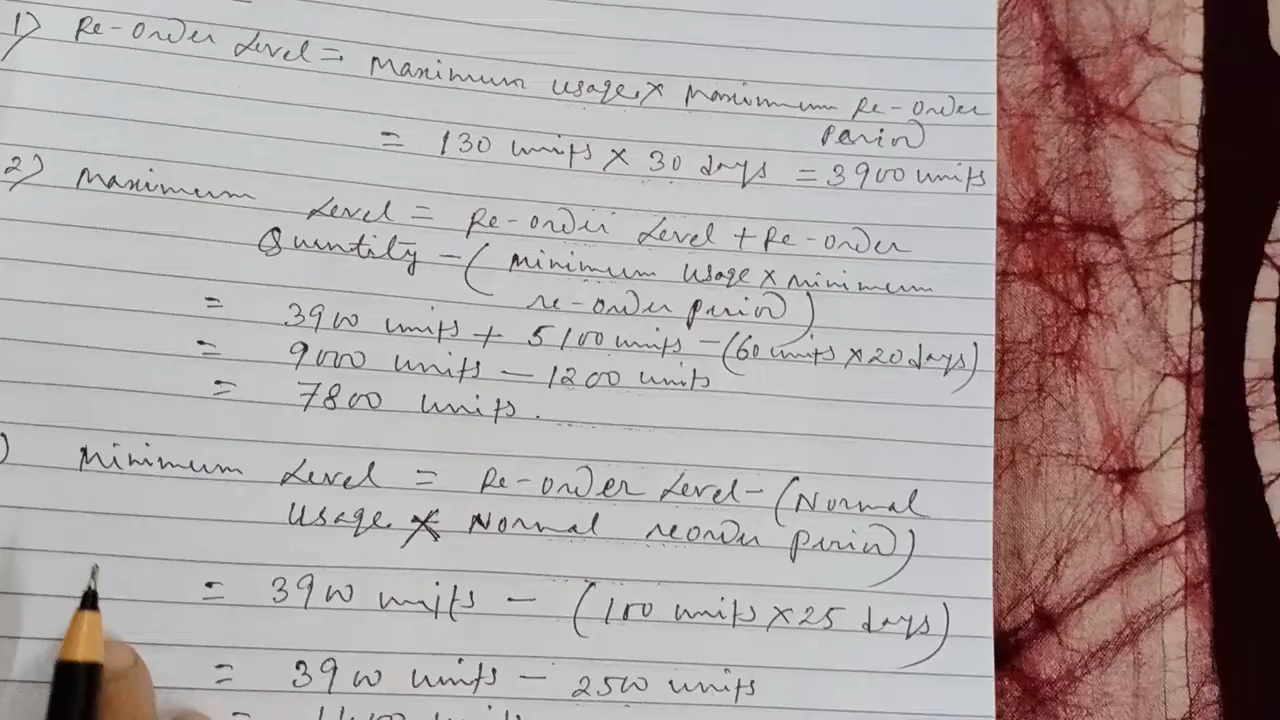 1) Re-order Level = Maximum usage × Maximum Re-order
period
= 130 units × 30 days = 3900 units
2) Maximum Level = Re-order Level + Re-order
Quantity - (minimum usage × minimum
re-order period)
= 3900 units + 5100 units - (60 units × 20 days)
= 9000 units - 1200 units
= 7800 units.
) Minimum Level = Re-order Level - (Normal
usage × Normal reorder period)
= 3900 units - (100 units × 25 days)
= 3900 units - 2500 units
= 1400 units